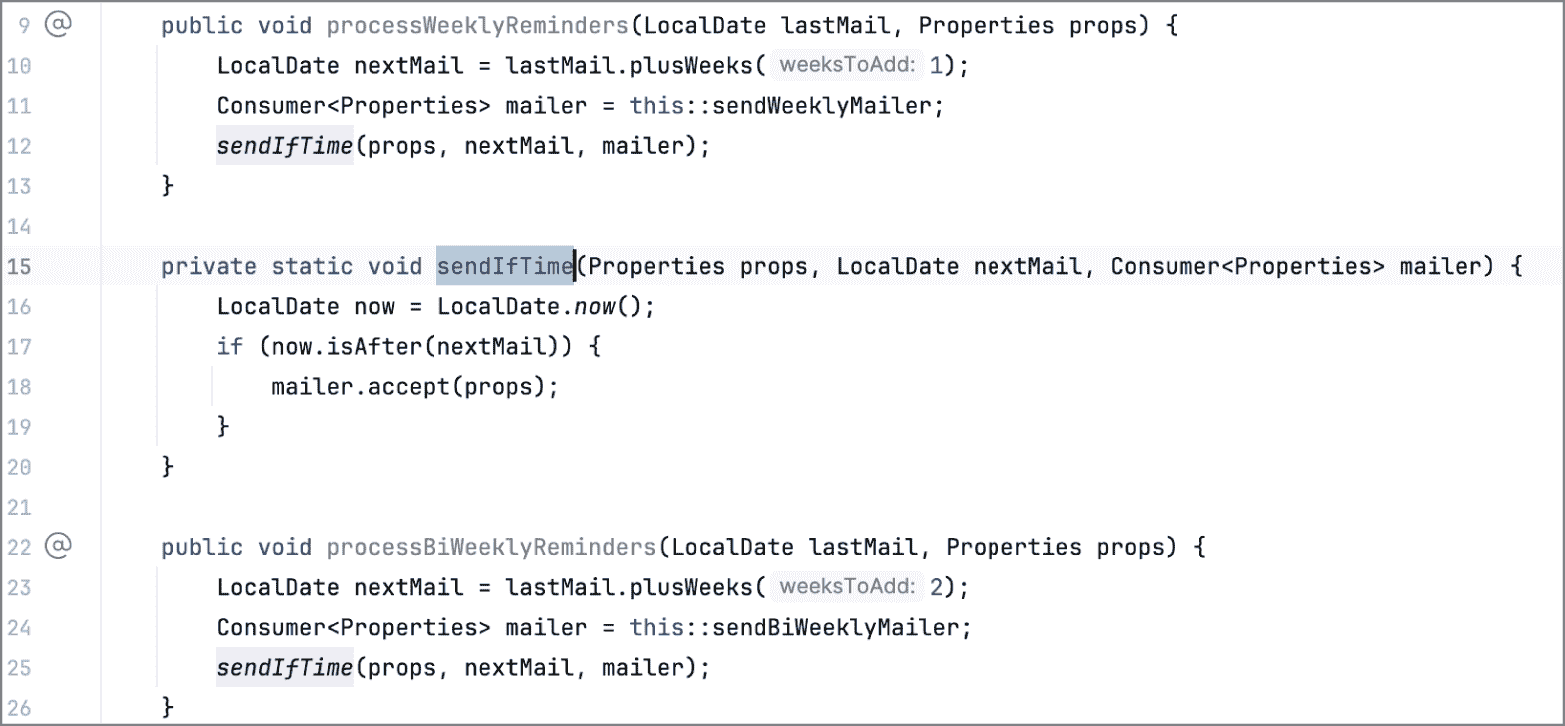 9 @ public void processWeeklyReminders(LocalDate lastMail, Properties props) {
10 LocalDate nextMail = lastMail.plusWeeks( weeksToAdd: 1);
11 Consumer<Properties> mailer = this::sendWeeklyMailer;
12 sendIfTime(props, nextMail, mailer);
13 }
14
15 private static void sendIfTime(Properties props, LocalDate nextMail, Consumer<Properties> mailer) {
16 LocalDate now = LocalDate.now();
17 if (now.isAfter(nextMail)) {
18 mailer.accept(props);
19 }
20 }
21
22 @ public void processBiWeeklyReminders(LocalDate lastMail, Properties props) {
23 LocalDate nextMail = lastMail.plusWeeks( weeksToAdd: 2);
24 Consumer<Properties> mailer = this::sendBiWeeklyMailer;
25 sendIfTime(props, nextMail, mailer);
26 }